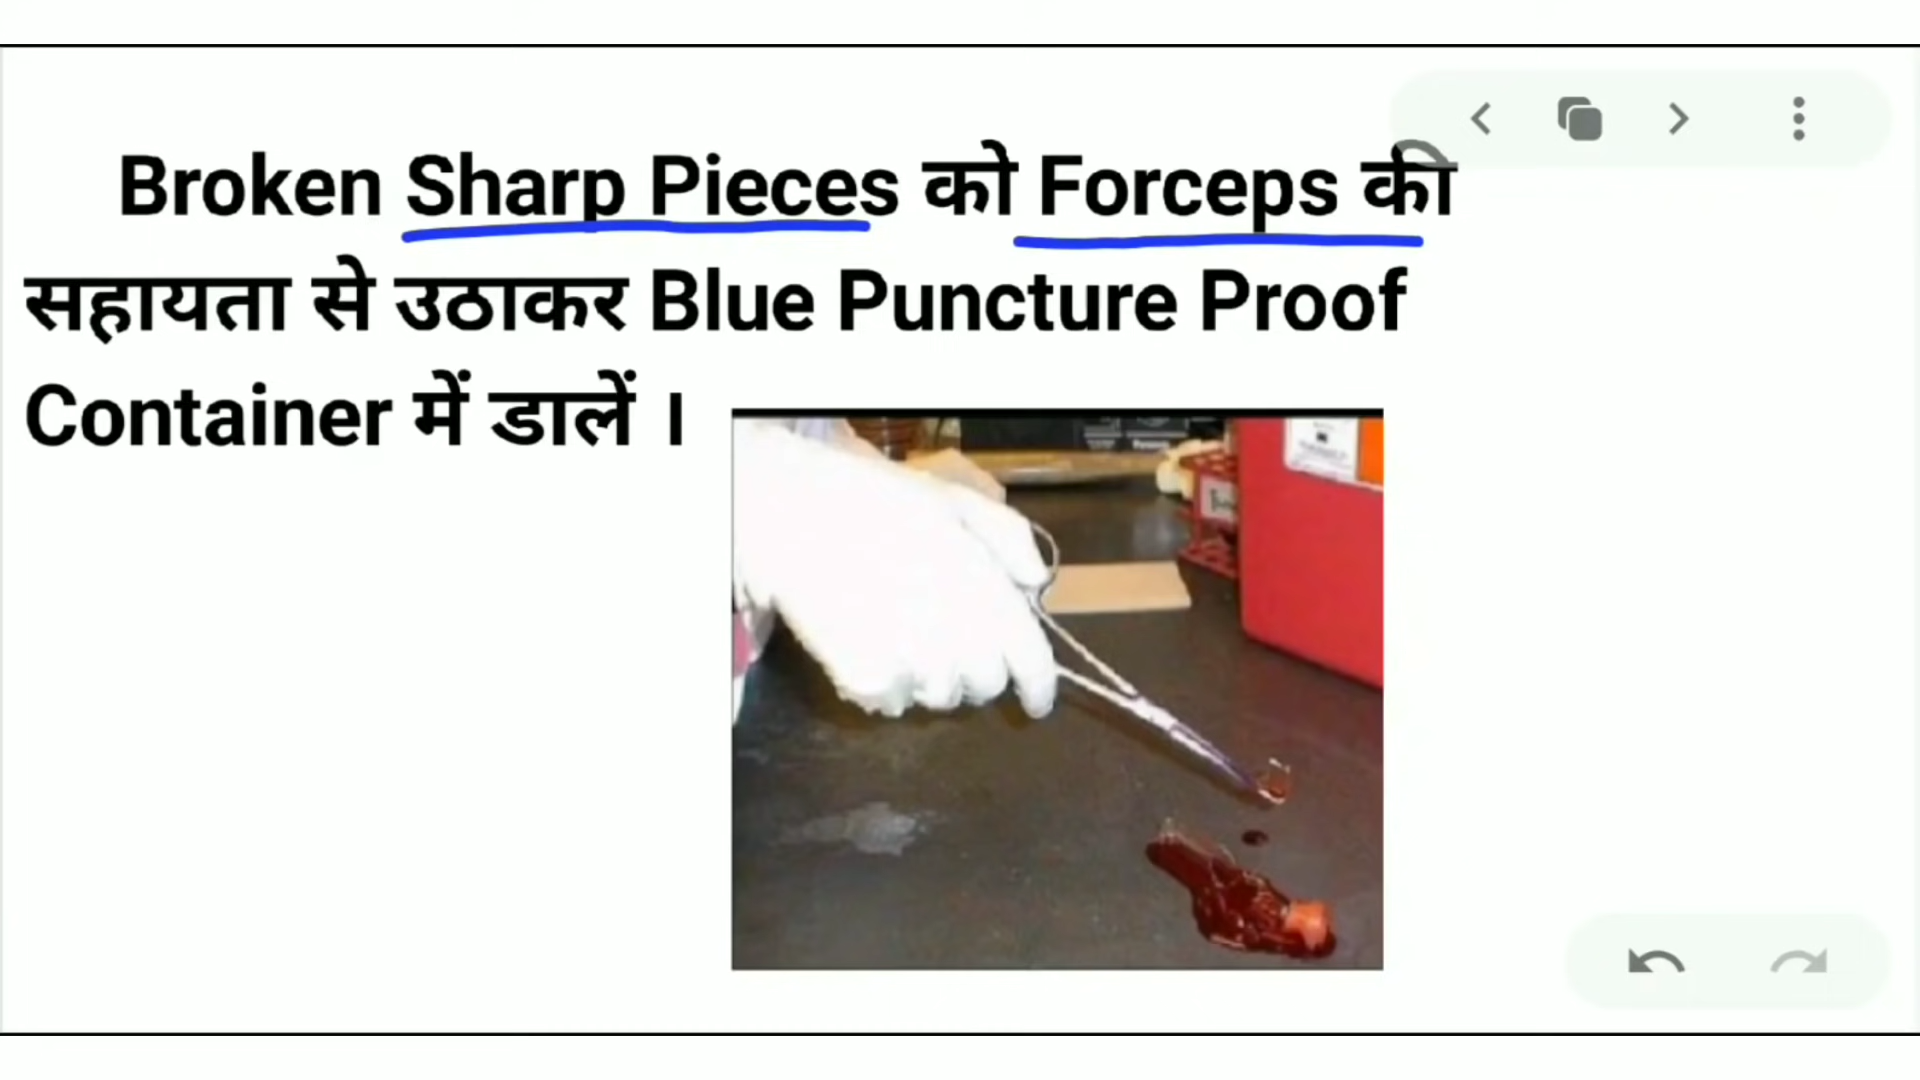 Broken Sharp Pieces को Forceps की
सहायता से उठाकर Blue Puncture Proof
Container में डालें ।